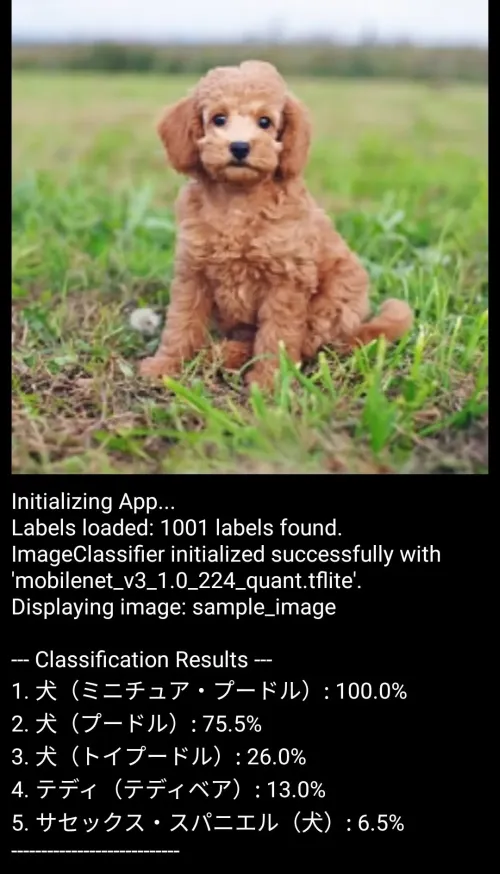 Initializing App...
Labels loaded: 1001 labels found.
ImageClassifier initialized successfully with
'mobilenet_v3_1.0_224_quant.tflite'.
Displaying image: sample_image
--- Classification Results ---
1. 犬（ミニチュア・プードル）: 100.0%
2. 犬（プードル）: 75.5%
3. 犬（トイプードル）: 26.0%
4. テディ（テディベア）: 13.0%
5. サセックス・スパニエル（犬）: 6.5%
----------------------------